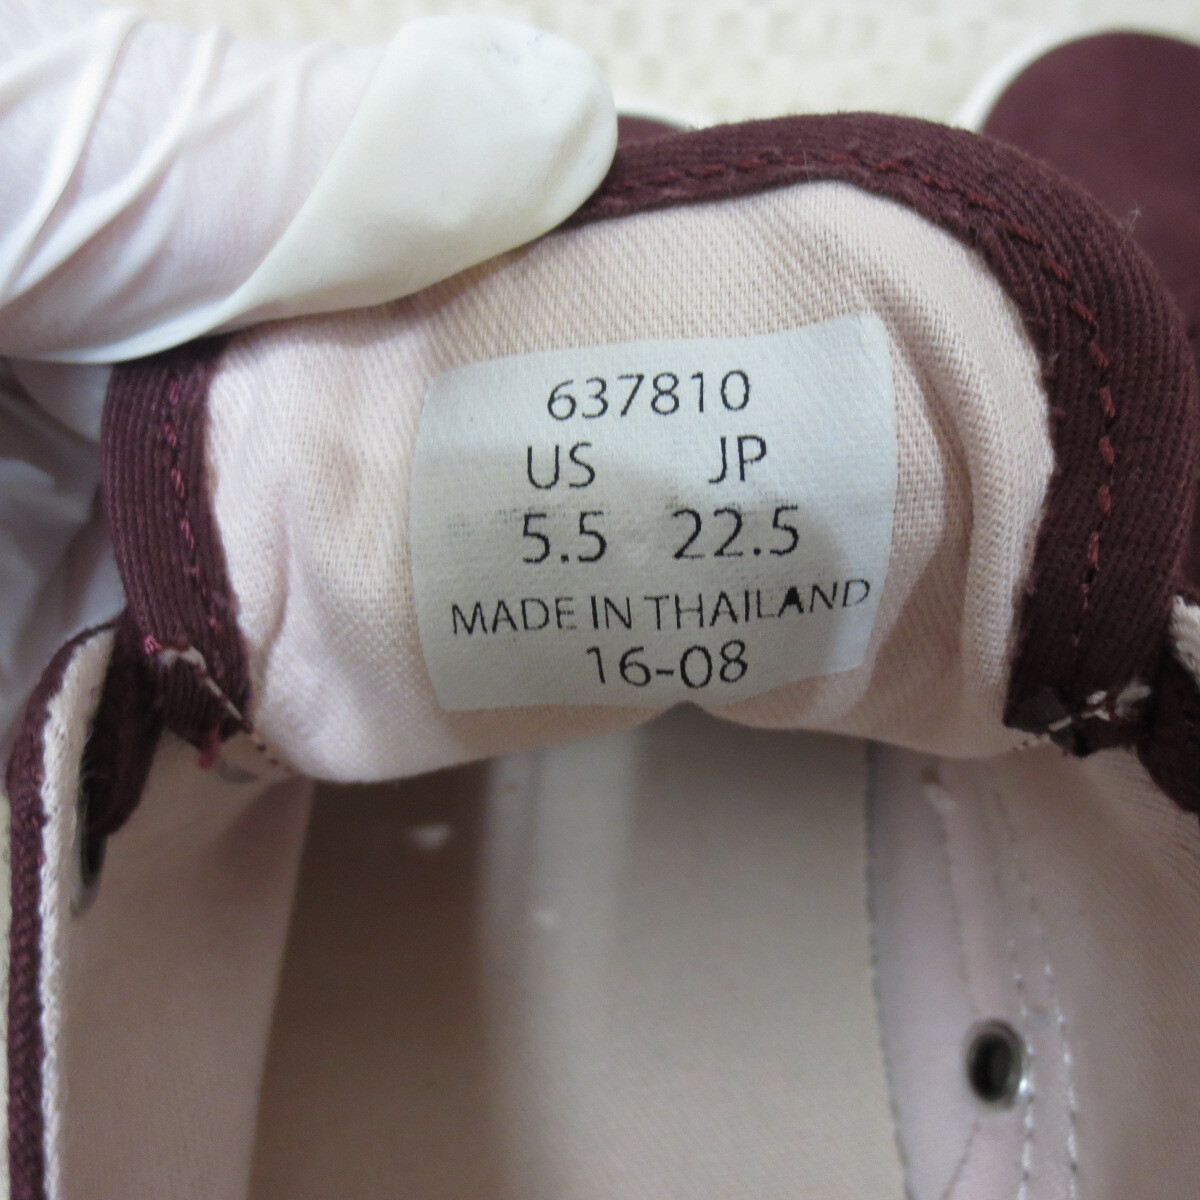 637810
US JP
5.5 22.5
MADE IN THAILAND
16-08